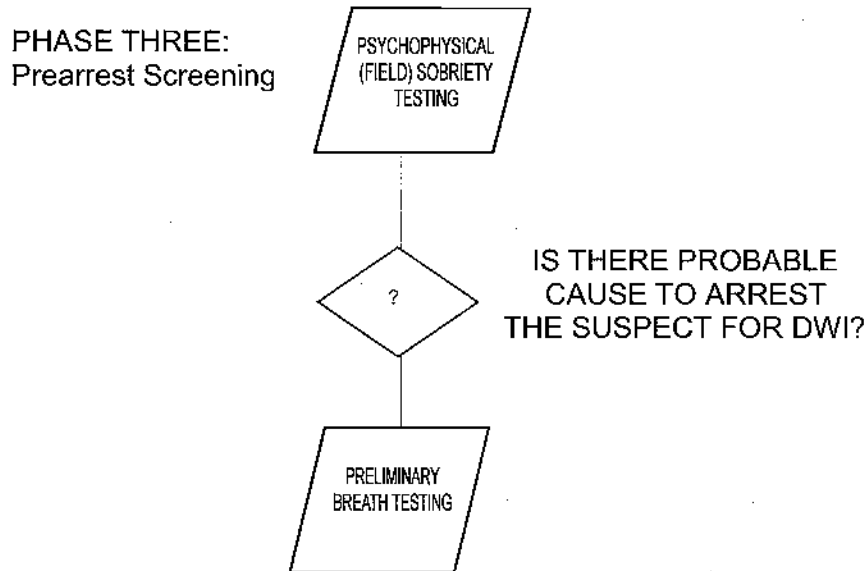 PHASE THREE:
Prearrest Screening
PSYCHOPHYSICAL
(FIELD) SOBRIETY
TESTING
?
IS THERE PROBABLE
CAUSE TO ARREST
THE SUSPECT FOR DWI?
PRELIMINARY
BREATH TESTING